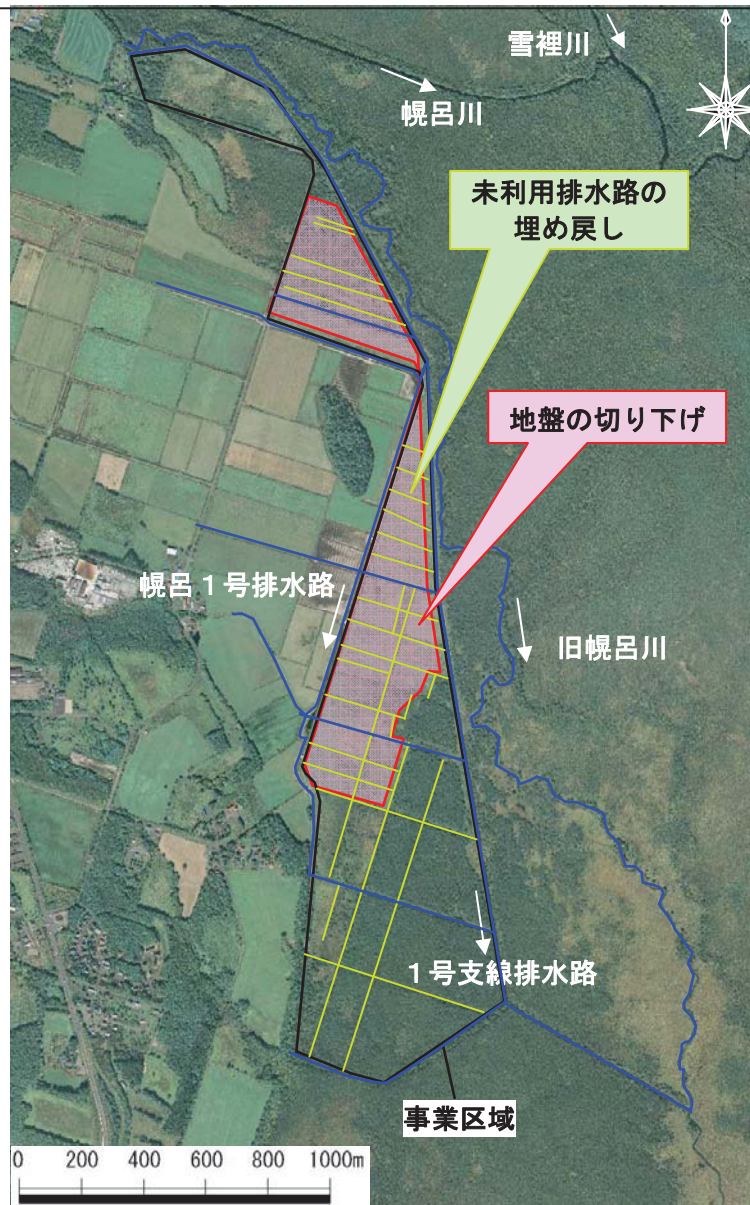 雪裡川
幌呂川
未利用排水路の
埋め戻し
地盤の切り下げ
幌呂１号排水路
旧幌呂川
１号支線排水路
事業区域
0 200 400 600 800 1000m